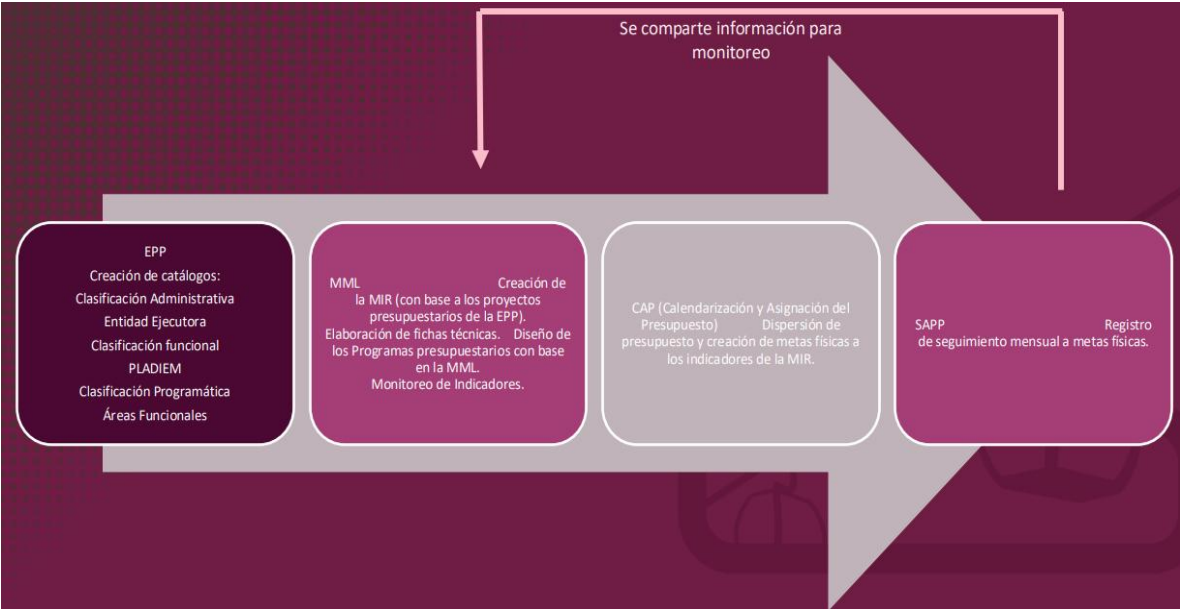 Se comparte información para
monitoreo
EPP
Creación de catálogos:
Clasificación Administrativa
Entidad Ejecutora
Clasificación funcional
PLADIEM
Clasificación Programática
Áreas Funcionales
MML Creación de
la MIR (con base a los proyectos
presupuestarios de la EPP).
Elaboración de fichas técnicas. Diseño de
los Programas presupuestarios con base
en la MML.
Monitoreo de Indicadores.
CAP (Calendarización y Asignación del
Presupuesto) Dispersión de
presupuesto y creación de metas físicas a
los indicadores de la MIR.
SAPP Registro
de seguimiento mensual a metas físicas.